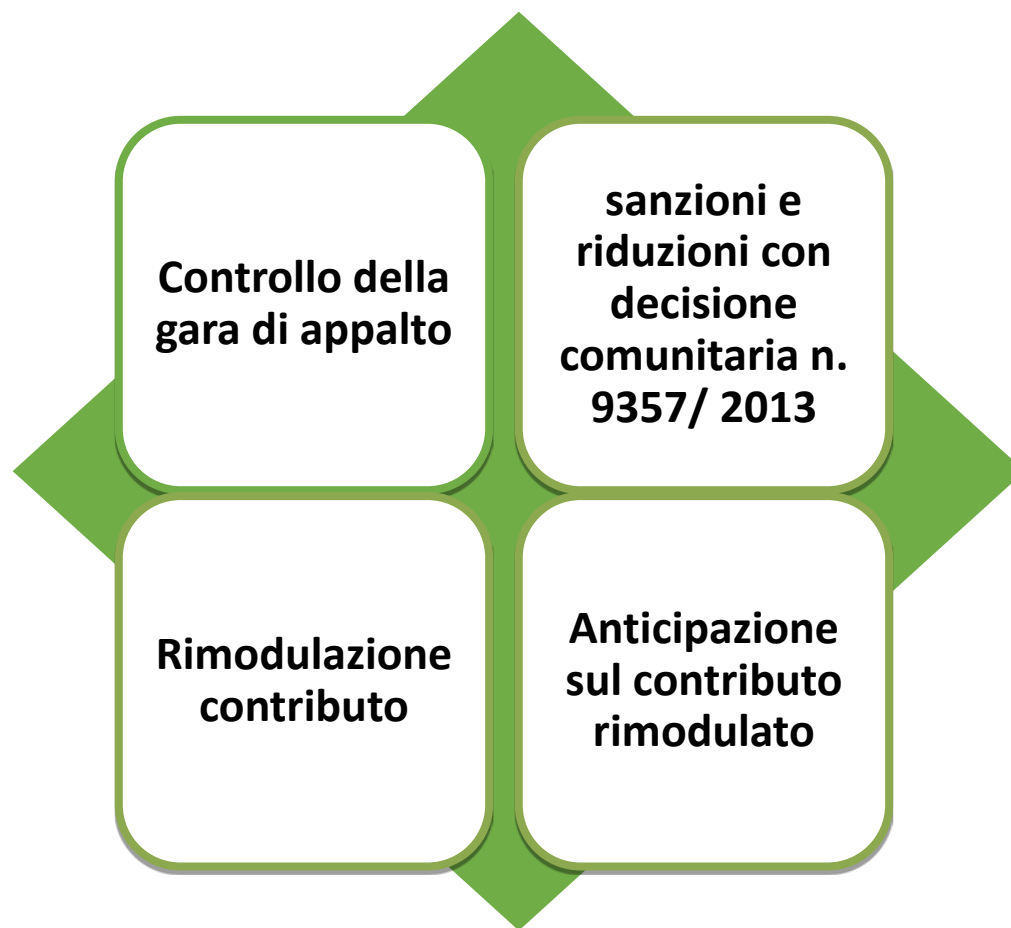 Controllo della
gara di appalto
sanzioni e
riduzioni con
decisione
comunitaria n.
9357/ 2013
Rimodulazione
contributo
Anticipazione
sul contributo
rimodulato